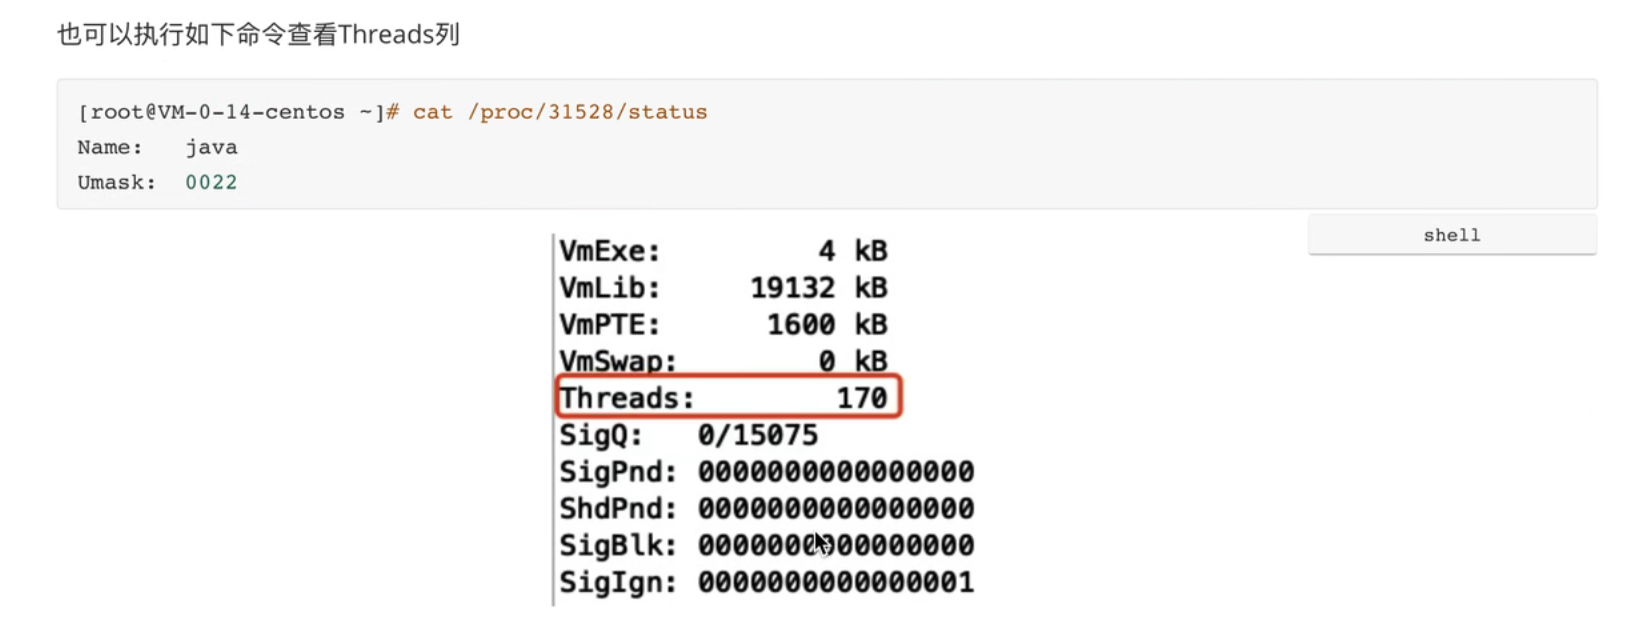 也可以执行如下命令查看Threads列
[root@VM-0-14-centos ~]# cat /proc/31528/status
Name:   java
Umask:  0022
shell
VmExe:         4 kB
VmLib:     19132 kB
VmPTE:      1600 kB
VmSwap:        0 kB
Threads:        170
SigQ:   0/15075
SigPnd: 0000000000000000
ShdPnd: 0000000000000000
SigBlk: 0000000000000000
SigIgn: 0000000000000001